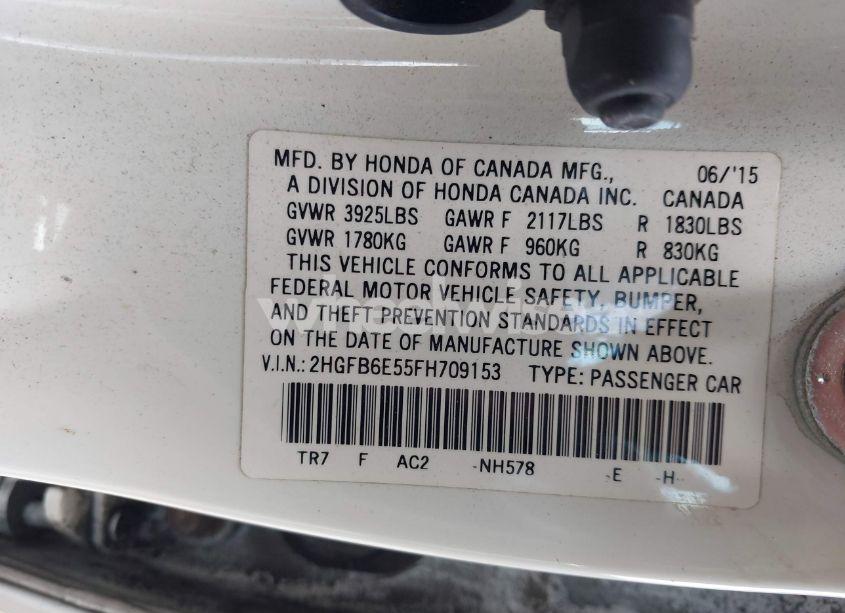 MFD. BY HONDA OF CANADA MFG., 06/'15
A DIVISION OF HONDA CANADA INC. CANADA
GVWR 3925LBS GAWR F 2117LBS R 1830LBS
GVWR 1780KG GAWR F 960KG R 830KG
THIS VEHICLE CONFORMS TO ALL APPLICABLE
FEDERAL MOTOR VEHICLE SAFETY, BUMPER,
AND THEFT PREVENTION STANDARDS IN EFFECT
ON THE DATE OF MANUFACTURE SHOWN ABOVE.
V.I.N.: 2HGFB6E55FH709153 TYPE: PASSENGER CAR
TR7 F AC2 -NH578 -E -H-